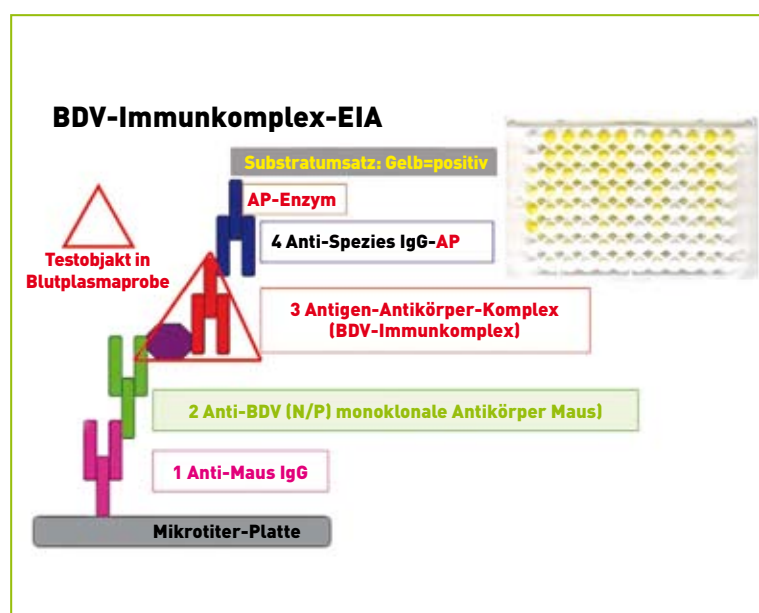 BDV-Immunkomplex-EIA
Substratumsatz: Gelb=positiv
AP-Enzym
4 Anti-Spezies IgG-AP
Testobjakt in
Blutplasmaprobe
3 Antigen-Antikörper-Komplex
(BDV-Immunkomplex)
2 Anti-BDV (N/P) monoklonale Antikörper Maus)
1 Anti-Maus IgG
Mikrotiter-Platte